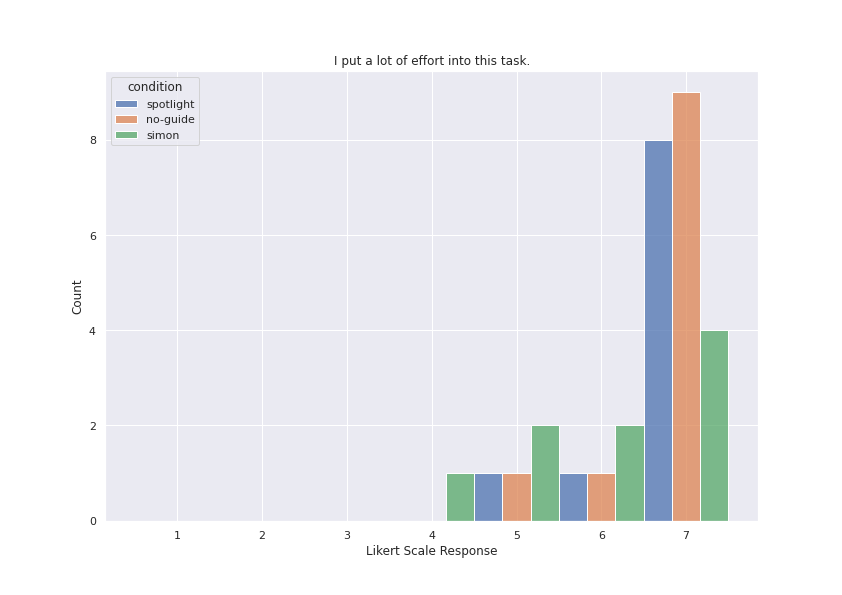 I put a lot of effort into this task.
condition
spotlight
no-guide
simon
Count
8
6
4
2
0
1 2 3 4 5 6 7
Likert Scale Response